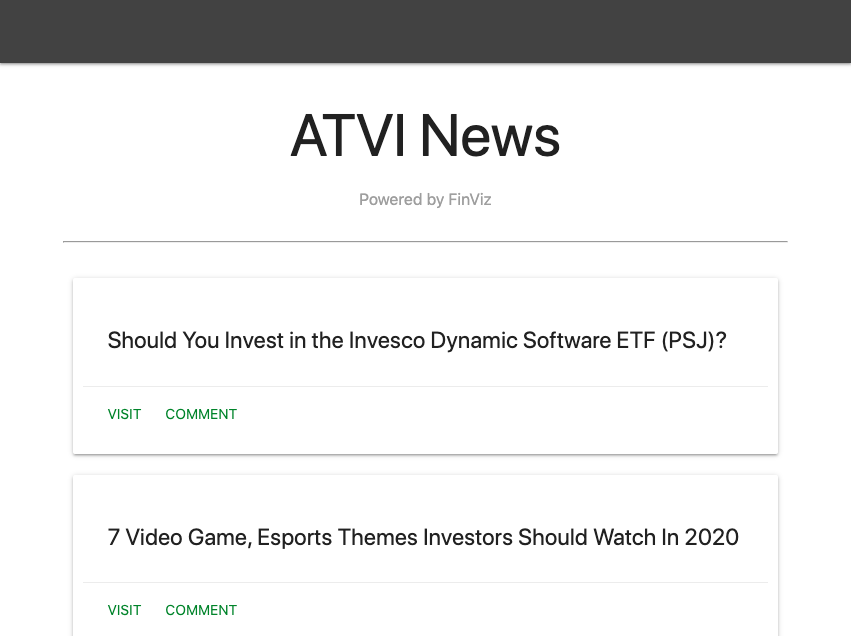 ATVI News
Powered by FinViz
Should You Invest in the Invesco Dynamic Software ETF (PSJ)?
VISIT COMMENT
7 Video Game, Esports Themes Investors Should Watch In 2020
VISIT COMMENT